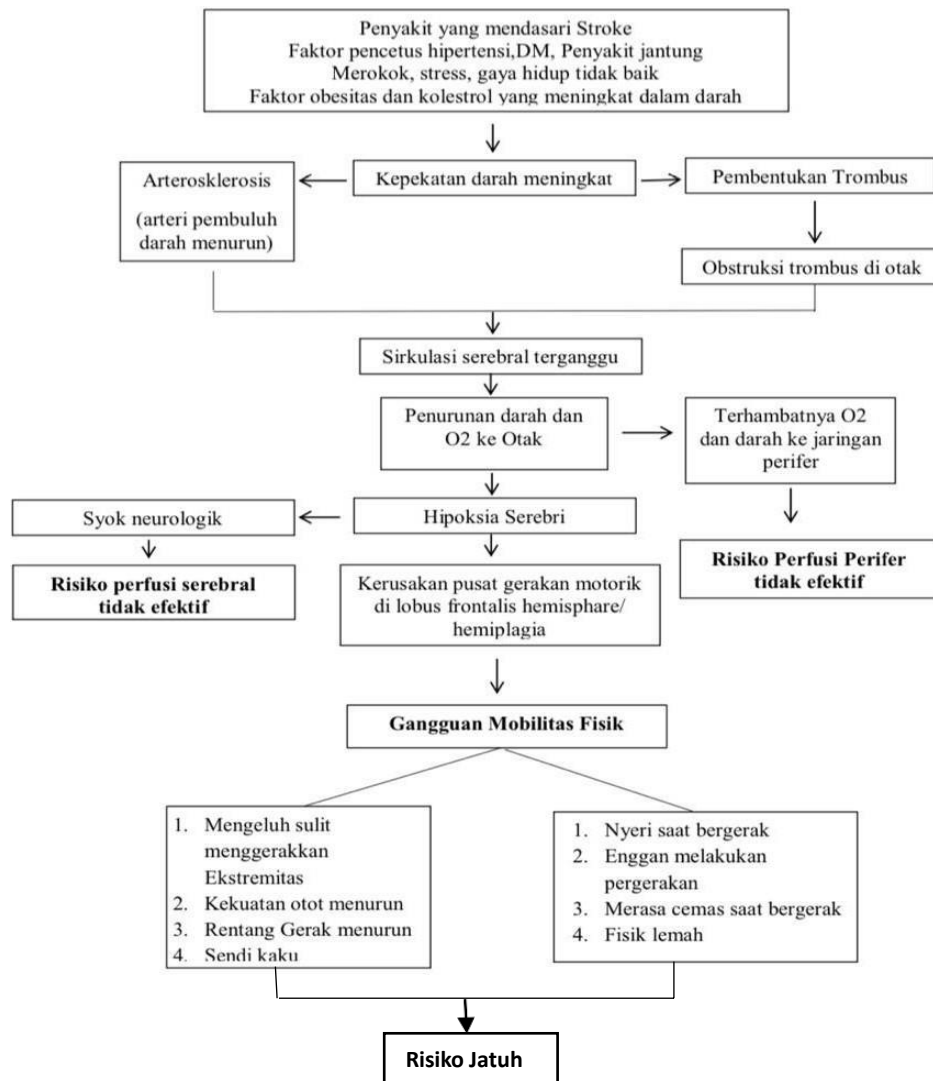 Penyakit yang mendasari Stroke
Faktor pencetus hipertensi,DM, Penyakit jantung
Merokok, stress, gaya hidup tidak baik
Faktor obesitas dan kolestrol yang meningkat dalam darah
Arterosklerosis
(arteri pembuluh
darah menurun)
Kepekatan darah meningkat
Pembentukan Trombus
Obstruksi trombus di otak
Sirkulasi serebral terganggu
Penurunan darah dan
O2 ke Otak
Terhambatnya O2
dan darah ke jaringan
perifer
Syok neurologik
Hipoksia Serebri
Risiko perfusi serebral
tidak efektif
Kerusakan pusat gerakan motorik
di lobus frontalis hemisphare/
hemiplagia
Risiko Perfusi Perifer
tidak efektif
Gangguan Mobilitas Fisik
1. Mengeluh sulit
menggerakkan
Ekstremitas
2. Kekuatan otot menurun
3. Rentang Gerak menurun
4. Sendi kaku
1. Nyeri saat bergerak
2. Enggan melakukan
pergerakan
3. Merasa cemas saat bergerak
4. Fisik lemah
Risiko Jatuh